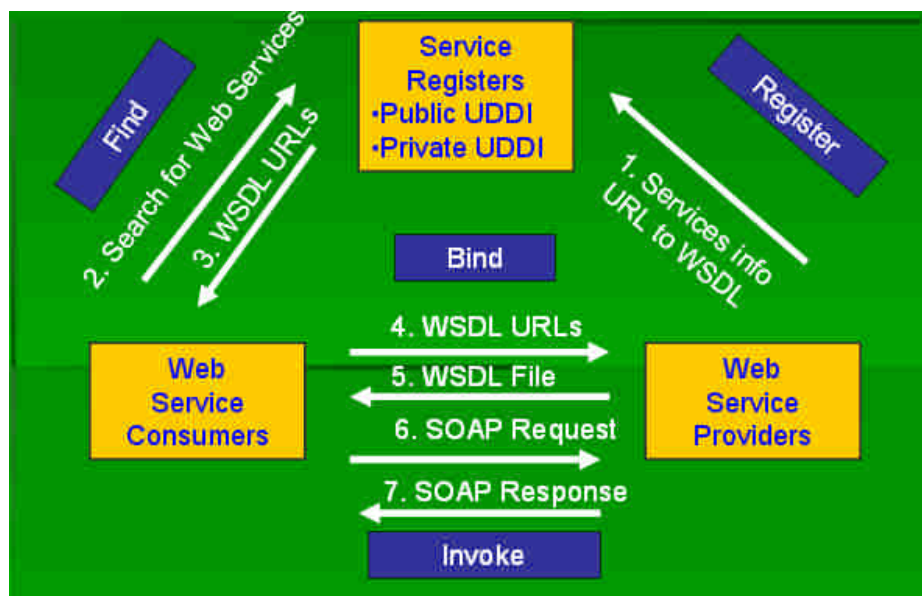 Service
Registers
•Public UDDI
•Private UDDI
Find
Register
2. Search for Web Services
3. WSDL URLs
1. Services info
URL to WSDL
Bind
4. WSDL URLs
Web
Service
Consumers
5. WSDL File
6. SOAP Request
7. SOAP Response
Web
Service
Providers
Invoke